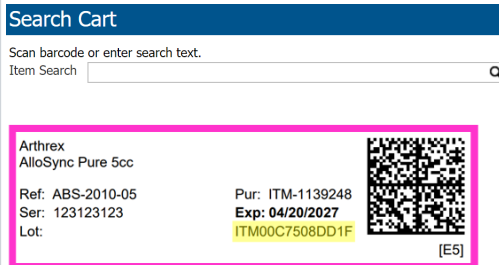 Search Cart
Scan barcode or enter search text.
Item Search
Arthrex
AlloSync Pure 5cc
Ref: ABS-2010-05 Pur: ITM-1139248
Ser: 123123123 Exp: 04/20/2027
Lot: ITM00C7508DD1F
[E5]